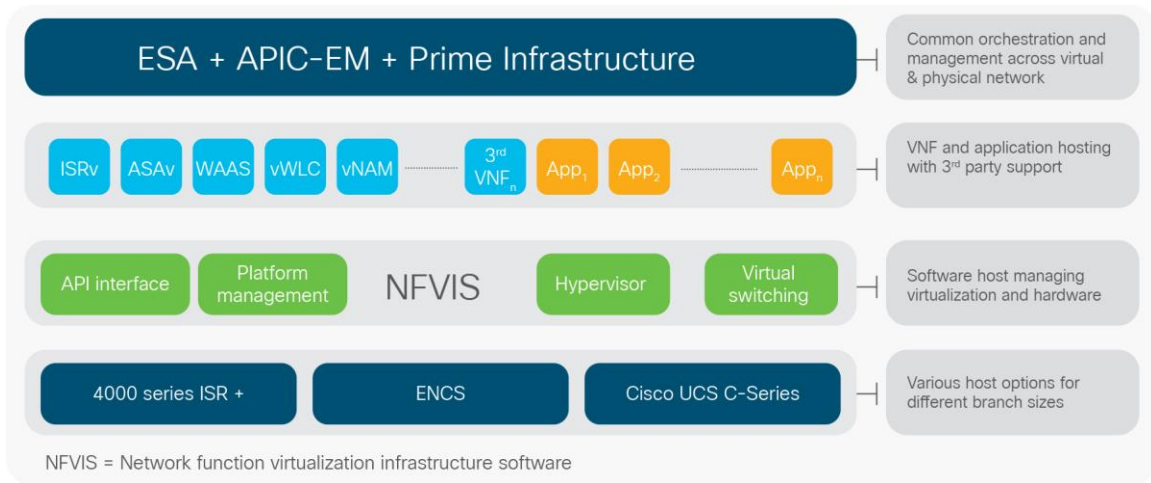 ESA + APIC-EM + Prime Infrastructure
Common orchestration and
management across virtual
& physical network
ISRv
ASAv
WAAS
vWLC
vNAM
3rd
VNFn
App1
App2
Appn
VNF and application hosting
with 3rd party support
API interface
Platform
management
NFVIS
Hypervisor
Virtual
switching
Software host managing
virtualization and hardware
4000 series ISR +
ENCS
Cisco UCS C-Series
Various host options for
different branch sizes
NFVIS = Network function virtualization infrastructure software